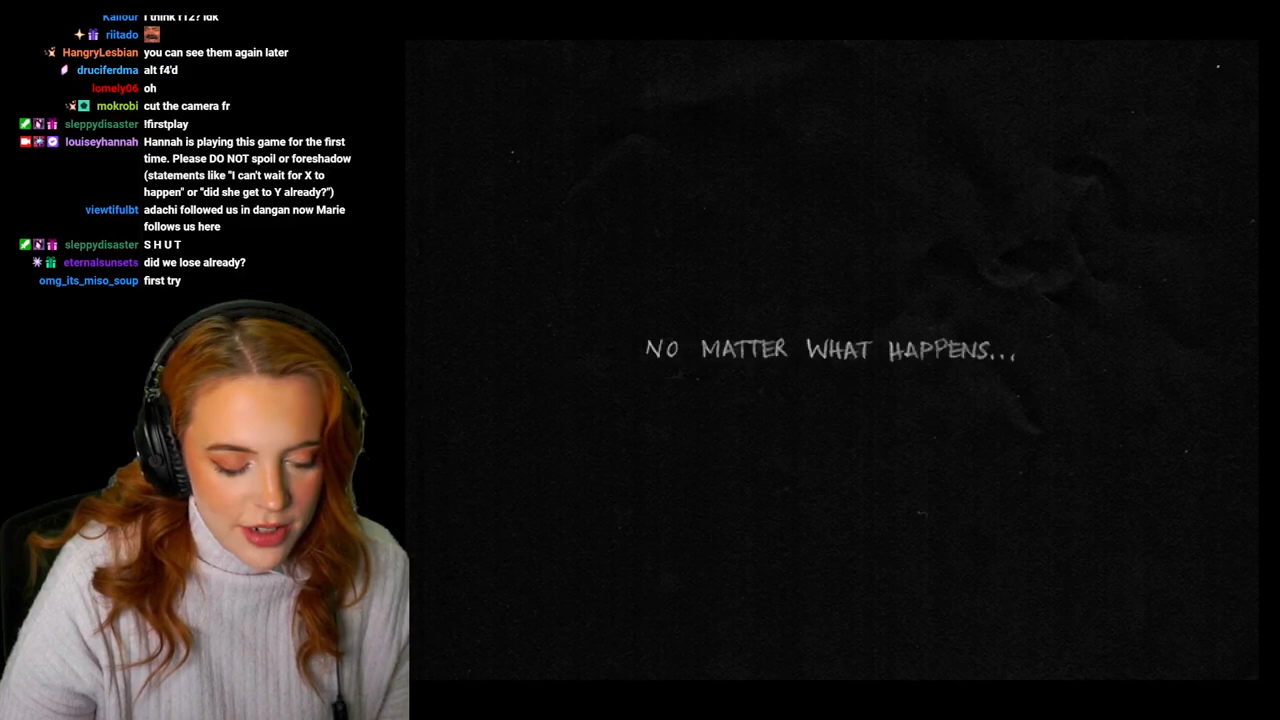 Kallour I think f12? idk
riitado
HangryLesbian you can see them again later
druciferdma alt f4'd
lomely06 oh
mokrobi cut the camera fr
sleppydisaster !firstplay
louiseyhannah Hannah is playing this game for the first
time. Please DO NOT spoil or foreshadow
(statements like "I can't wait for X to
happen" or "did she get to Y already?")
viewtifulbt adachi followed us in dangan now Marie
follows us here
sleppydisaster S H U T
eternalsunsets did we lose already?
omg_its_miso_soup first try
NO MATTER WHAT HAPPENS...